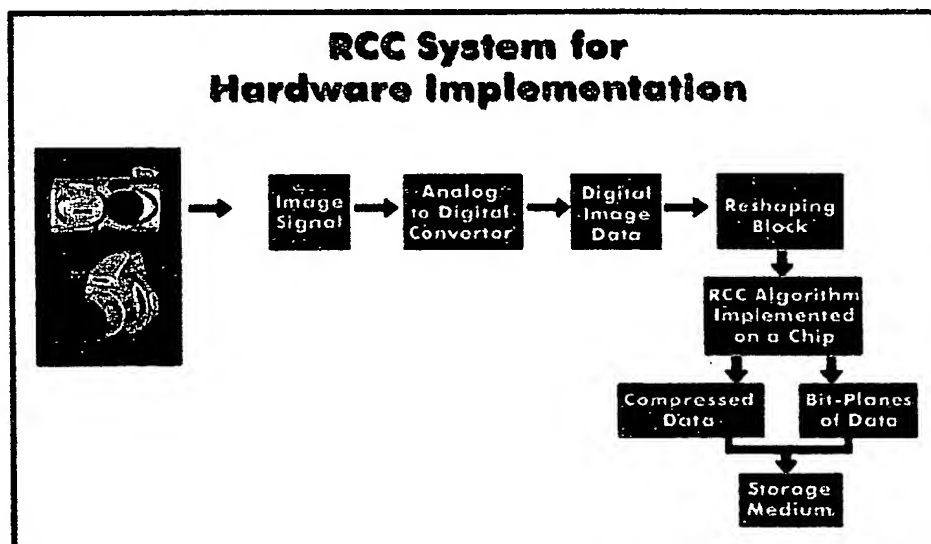 RCC System for
Hardware Implementation
Image
Signal
Analog
to Digital
Convertor
Digital
Image
Data
Reshaping
Block
RCC Algorithm
Implemented
on a Chip
Compressed
Data
Bit-Planes
of Data
Storage
Medium